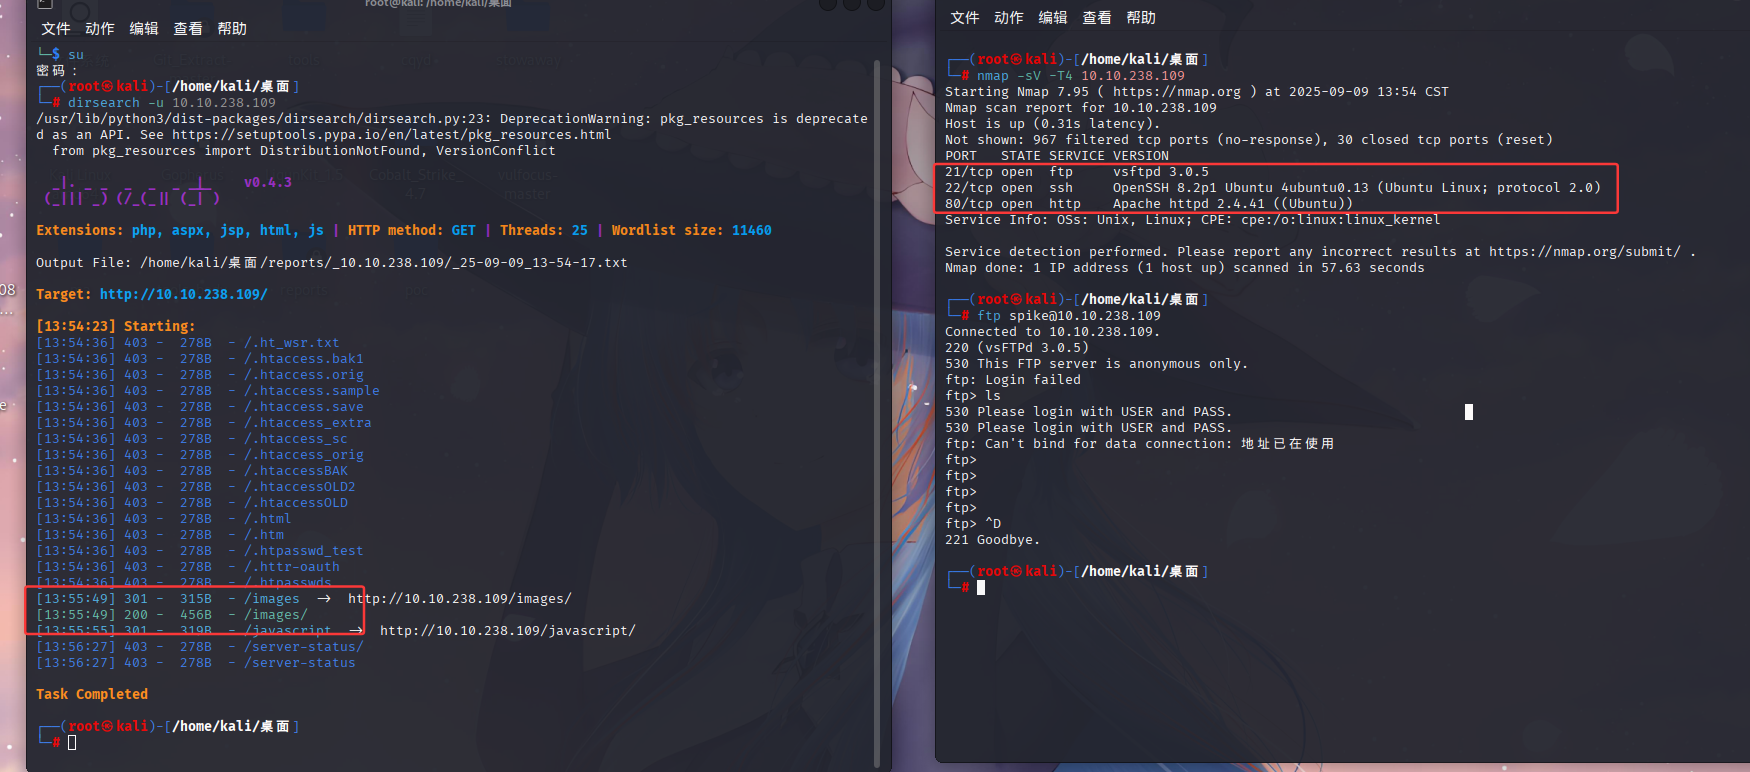 root@kali: /home/kali/桌面
文件 动作 编辑 查看 帮助
└─$ su
密码：
┌──(root㉿kali)-[/home/kali/桌面]
└─# dirsearch -u 10.10.238.109
/usr/lib/python3/dist-packages/dirsearch/dirsearch.py:23: DeprecationWarning: pkg_resources is deprecate
d as an API. See https://setuptools.pypa.io/en/latest/pkg_resources.html
from pkg_resources import DistributionNotFound, VersionConflict
v0.4.3
Extensions: php, aspx, jsp, html, js | HTTP method: GET | Threads: 25 | Wordlist size: 11460
Output File: /home/kali/桌面/reports/_10.10.238.109/_25-09-09_13-54-17.txt
Target: http://10.10.238.109/
[13:54:23] Starting:
[13:54:36] 403 -  278B  - /.ht_wsr.txt
[13:54:36] 403 -  278B  - /.htaccess.bak1
[13:54:36] 403 -  278B  - /.htaccess.orig
[13:54:36] 403 -  278B  - /.htaccess.sample
[13:54:36] 403 -  278B  - /.htaccess.save
[13:54:36] 403 -  278B  - /.htaccess_extra
[13:54:36] 403 -  278B  - /.htaccess_sc
[13:54:36] 403 -  278B  - /.htaccess_orig
[13:54:36] 403 -  278B  - /.htaccessBAK
[13:54:36] 403 -  278B  - /.htaccessOLD2
[13:54:36] 403 -  278B  - /.htaccessOLD
[13:54:36] 403 -  278B  - /.html
[13:54:36] 403 -  278B  - /.htm
[13:54:36] 403 -  278B  - /.htpasswd_test
[13:54:36] 403 -  278B  - /.httr-oauth
[13:54:36] 403 -  278B  - /.htpasswds
[13:55:49] 301 -  315B  - /images  →  http://10.10.238.109/images/
[13:55:49] 200 -  456B  - /images/
[13:55:55] 301 -  319B  - /javascript  →  http://10.10.238.109/javascript/
[13:56:27] 403 -  278B  - /server-status/
[13:56:27] 403 -  278B  - /server-status
Task Completed
┌──(root㉿kali)-[/home/kali/桌面]
└─#
文件 动作 编辑 查看 帮助
┌──(root㉿kali)-[/home/kali/桌面]
└─# nmap -sV -T4 10.10.238.109
Starting Nmap 7.95 ( https://nmap.org ) at 2025-09-09 13:54 CST
Nmap scan report for 10.10.238.109
Host is up (0.31s latency).
Not shown: 967 filtered tcp ports (no-response), 30 closed tcp ports (reset)
PORT   STATE SERVICE VERSION
21/tcp open  ftp     vsftpd 3.0.5
22/tcp open  ssh     OpenSSH 8.2p1 Ubuntu 4ubuntu0.13 (Ubuntu Linux; protocol 2.0)
80/tcp open  http    Apache httpd 2.4.41 ((Ubuntu))
Service Info: OSs: Unix, Linux; CPE: cpe:/o:linux:linux_kernel
Service detection performed. Please report any incorrect results at https://nmap.org/submit/ .
Nmap done: 1 IP address (1 host up) scanned in 57.63 seconds
┌──(root㉿kali)-[/home/kali/桌面]
└─# ftp spike@10.10.238.109
Connected to 10.10.238.109.
220 (vsFTPd 3.0.5)
530 This FTP server is anonymous only.
ftp: Login failed
ftp> ls
530 Please login with USER and PASS.
530 Please login with USER and PASS.
ftp: Can't bind for data connection: 地址已在使用
ftp>
ftp>
ftp>
ftp>
ftp> ^D
221 Goodbye.
┌──(root㉿kali)-[/home/kali/桌面]
└─#